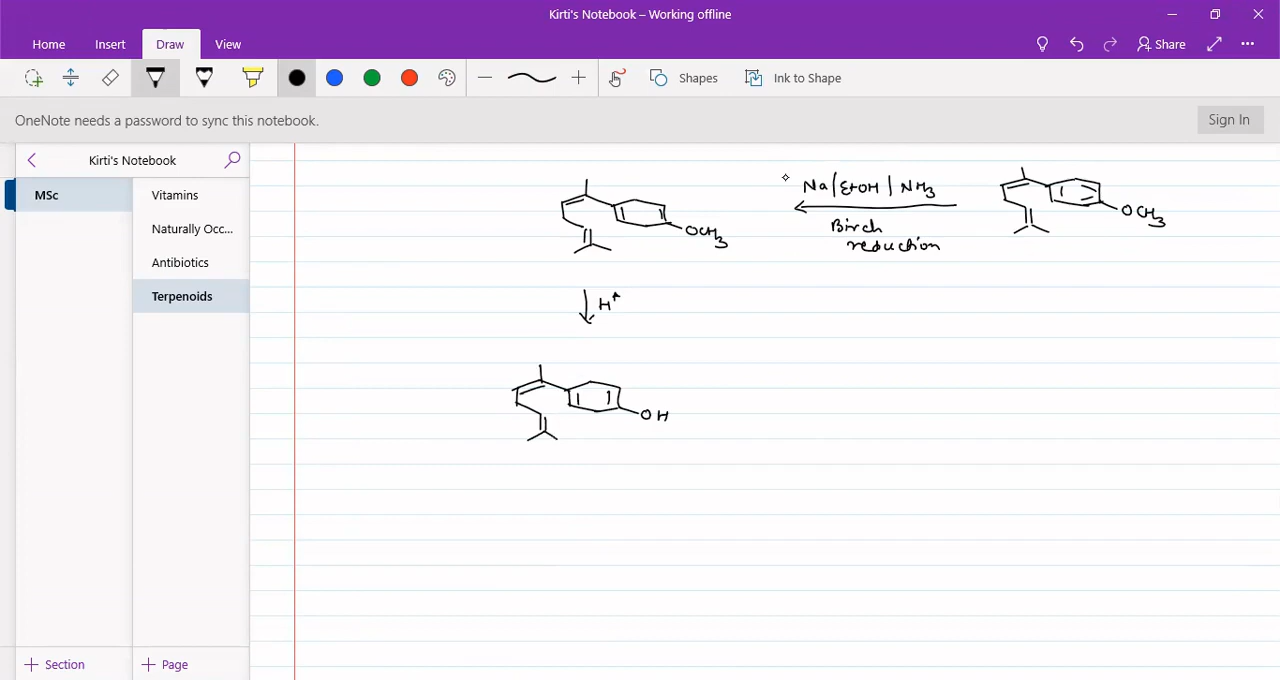 Kirti's Notebook – Working offline
Home Insert Draw View
Share
Shapes Ink to Shape
OneNote needs a password to sync this notebook.
Sign In
Kirti's Notebook
MSc
Vitamins
Naturally Occ...
Antibiotics
Terpenoids
Section
Page
Na/EtOH/NH3
Birch
reduction
OCH3
OCH3
H+
OH